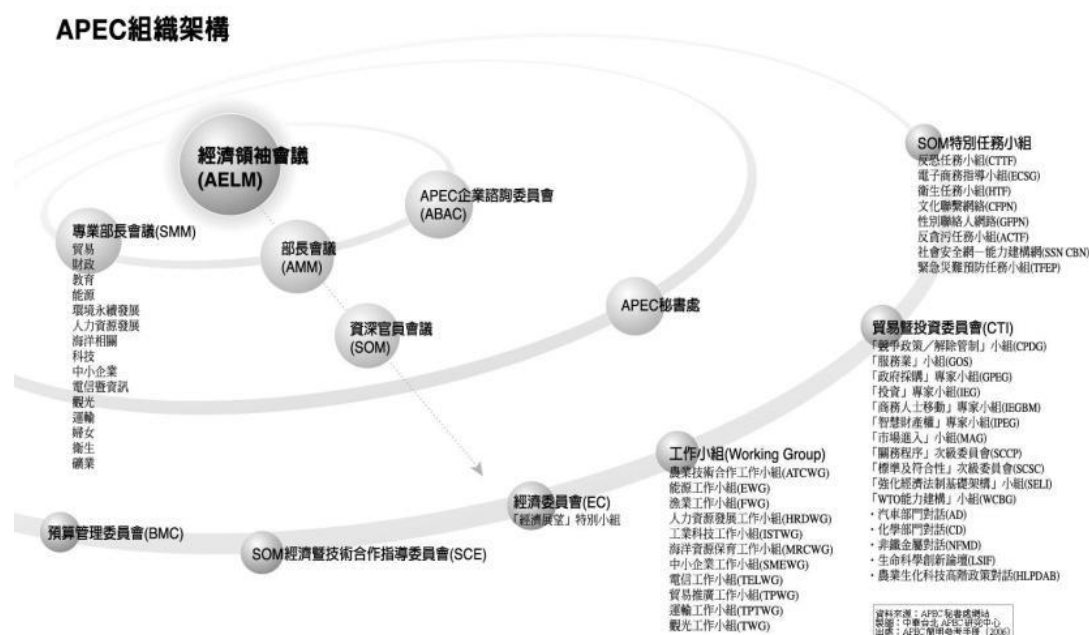 APEC組織架構
經濟領袖會議
(AELM)
APEC企業諮詢委員會
(ABAC)
專業部長會議(SMM)
貿易
財政
教育
能源
環境永續發展
人力資源發展
海洋相關
科技
中小企業
電信暨資訊
觀光
運輸
婦女
衛生
礦業
部長會議
(AMM)
資深官員會議
(SOM)
APEC秘書處
SOM特別任務小組
反恐任務小組(CTTF)
電子商務指導小組(ECSG)
衛生任務小組(HTF)
文化聯繫網絡(CFPN)
性別聯絡人網路(GFPN)
反貪污任務小組(ACTF)
社會安全網－能力建構網(SSN CBN)
緊急災難預防任務小組(TFEP)
貿易暨投資委員會(CTI)
「競爭政策／解除管制」小組(CPDG)
「服務業」小組(GOS)
「政府採購」專家小組(GPEG)
「投資」專家小組(IEG)
「商務人士移動」專家小組(IEGBM)
「智慧財產權」專家小組(IPEG)
「市場進入」小組(MAG)
「關務程序」次級委員會(SCCP)
「標準及符合性」次級委員會(SCSC)
「強化經濟法制基礎架構」小組(SELI)
「WTO能力建構」小組(WCBG)
・汽車部門對話(AD)
・化學部門對話(CD)
・非鐵金屬對話(NFMD)
・生命科學創新論壇(LSIF)
・農業生化科技高階政策對話(HLPDAB)
工作小組(Working Group)
農業技術合作工作小組(ATCWG)
能源工作小組(EWG)
漁業工作小組(FWG)
人力資源發展工作小組(HRDWG)
工業科技工作小組(ISTWG)
海洋資源保育工作小組(MRCWG)
中小企業工作小組(SMEWG)
電信工作小組(TELWG)
貿易推廣工作小組(TPWG)
運輸工作小組(TPTWG)
觀光工作小組(TWG)
經濟委員會(EC)
「經濟展望」特別小組
預算管理委員會(BMC)
SOM經濟暨技術合作指導委員會(SCE)
資料來源：APEC秘書處網站
製圖：中華台北 APEC 研究中心
出處：APEC簡明參考手冊（2006）